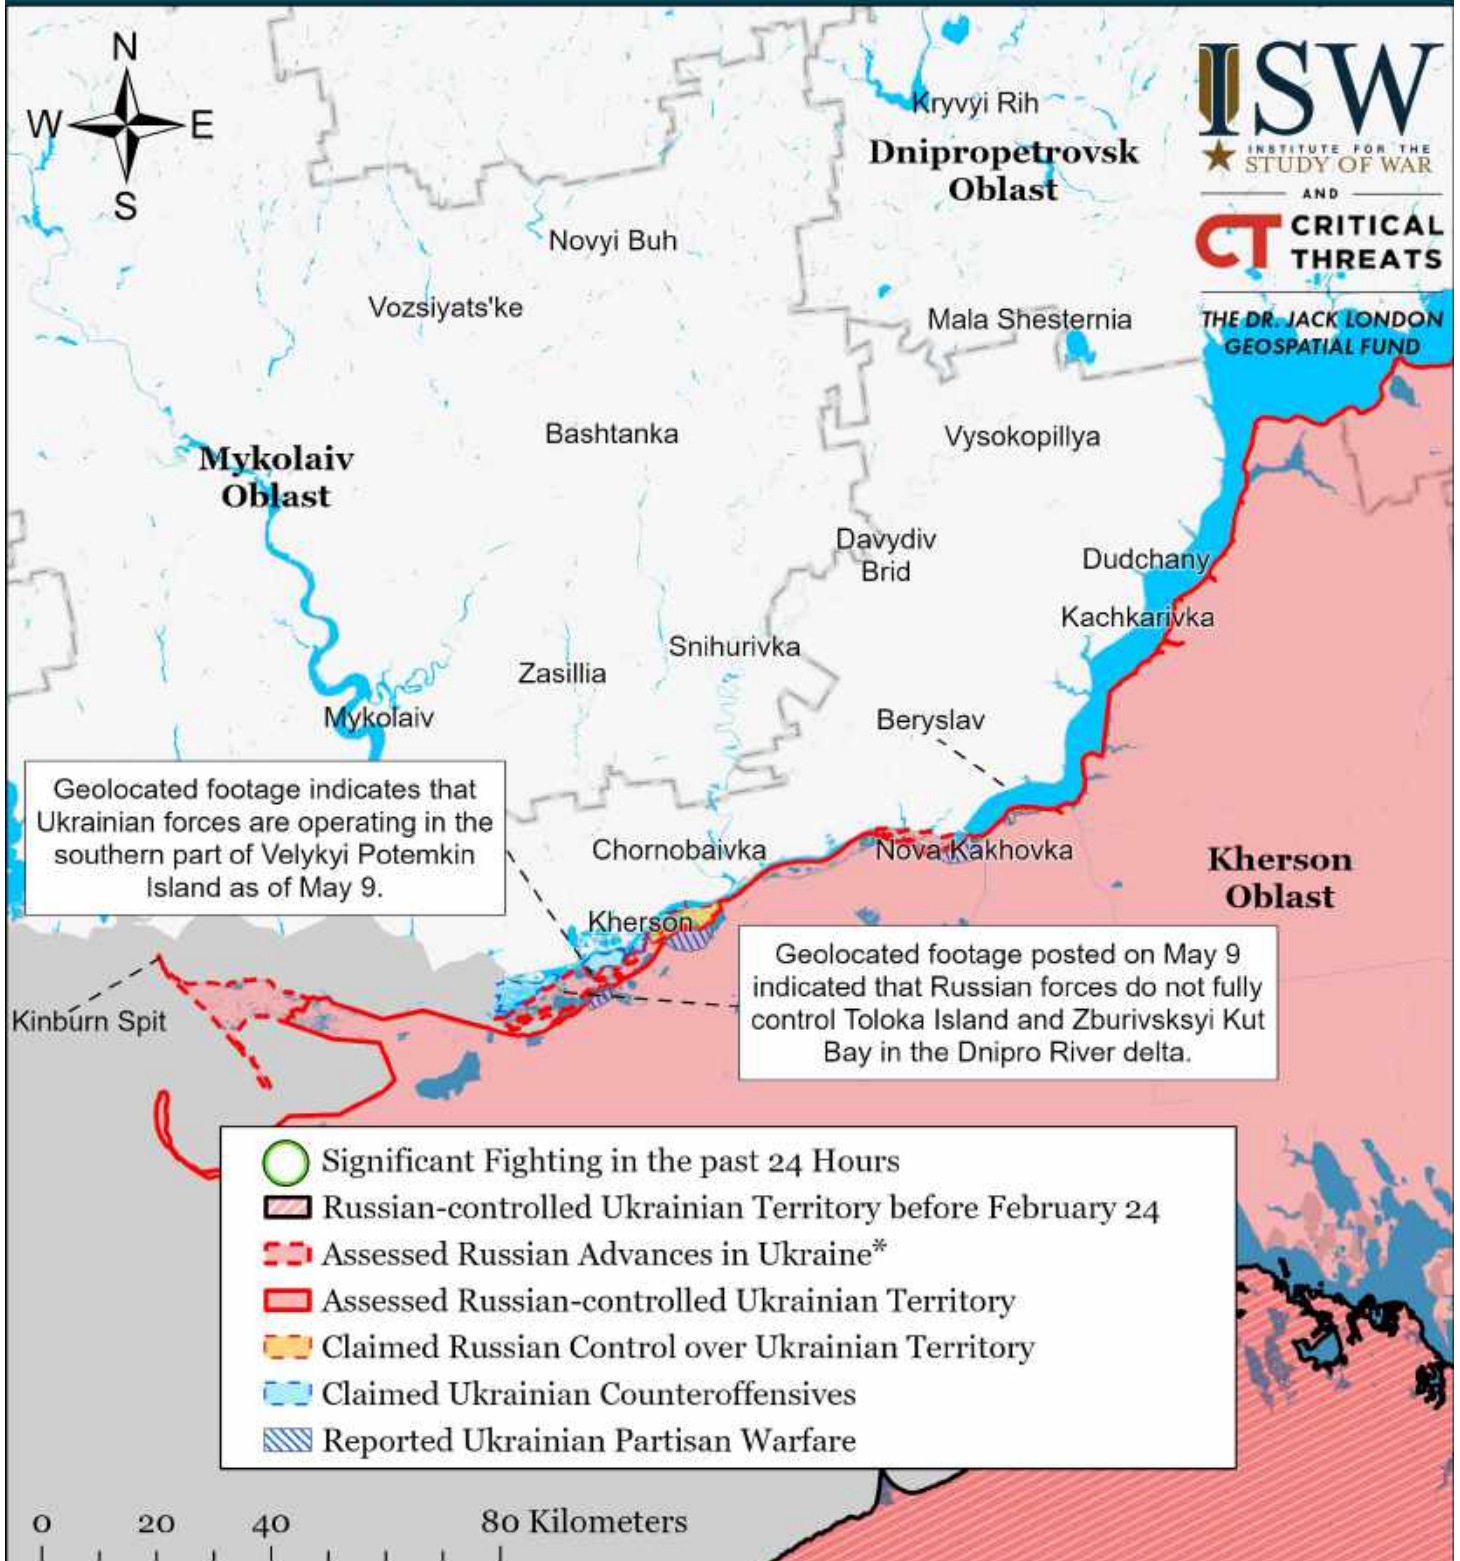 N
W E
S
Kryvyi Rih
Dnipropetrovsk
Oblast
ISW
INSTITUTE FOR THE
STUDY OF WAR
AND
CT CRITICAL
THREATS
THE DR. JACK LONDON
GEOSPATIAL FUND
Novyi Buh
Vozsiyats'ke
Mala Shesternia
Bashtanka
Vysokopillya
Mykolaiv
Oblast
Davydiv
Brid
Dudchany
Kachkarivka
Snihurivka
Zasillia
Mykolaiv
Beryslav
Geolocated footage indicates that
Ukrainian forces are operating in the
southern part of Velykyi Potemkin
Island as of May 9.
Chornobaivka
Nova Kakhovka
Kherson
Oblast
Kherson
Geolocated footage posted on May 9
indicated that Russian forces do not fully
control Toloka Island and Zburivsksyi Kut
Bay in the Dnipro River delta.
Kinburn Spit
Significant Fighting in the past 24 Hours
Russian-controlled Ukrainian Territory before February 24
Assessed Russian Advances in Ukraine*
Assessed Russian-controlled Ukrainian Territory
Claimed Russian Control over Ukrainian Territory
Claimed Ukrainian Counteroffensives
Reported Ukrainian Partisan Warfare
0 20 40 80 Kilometers